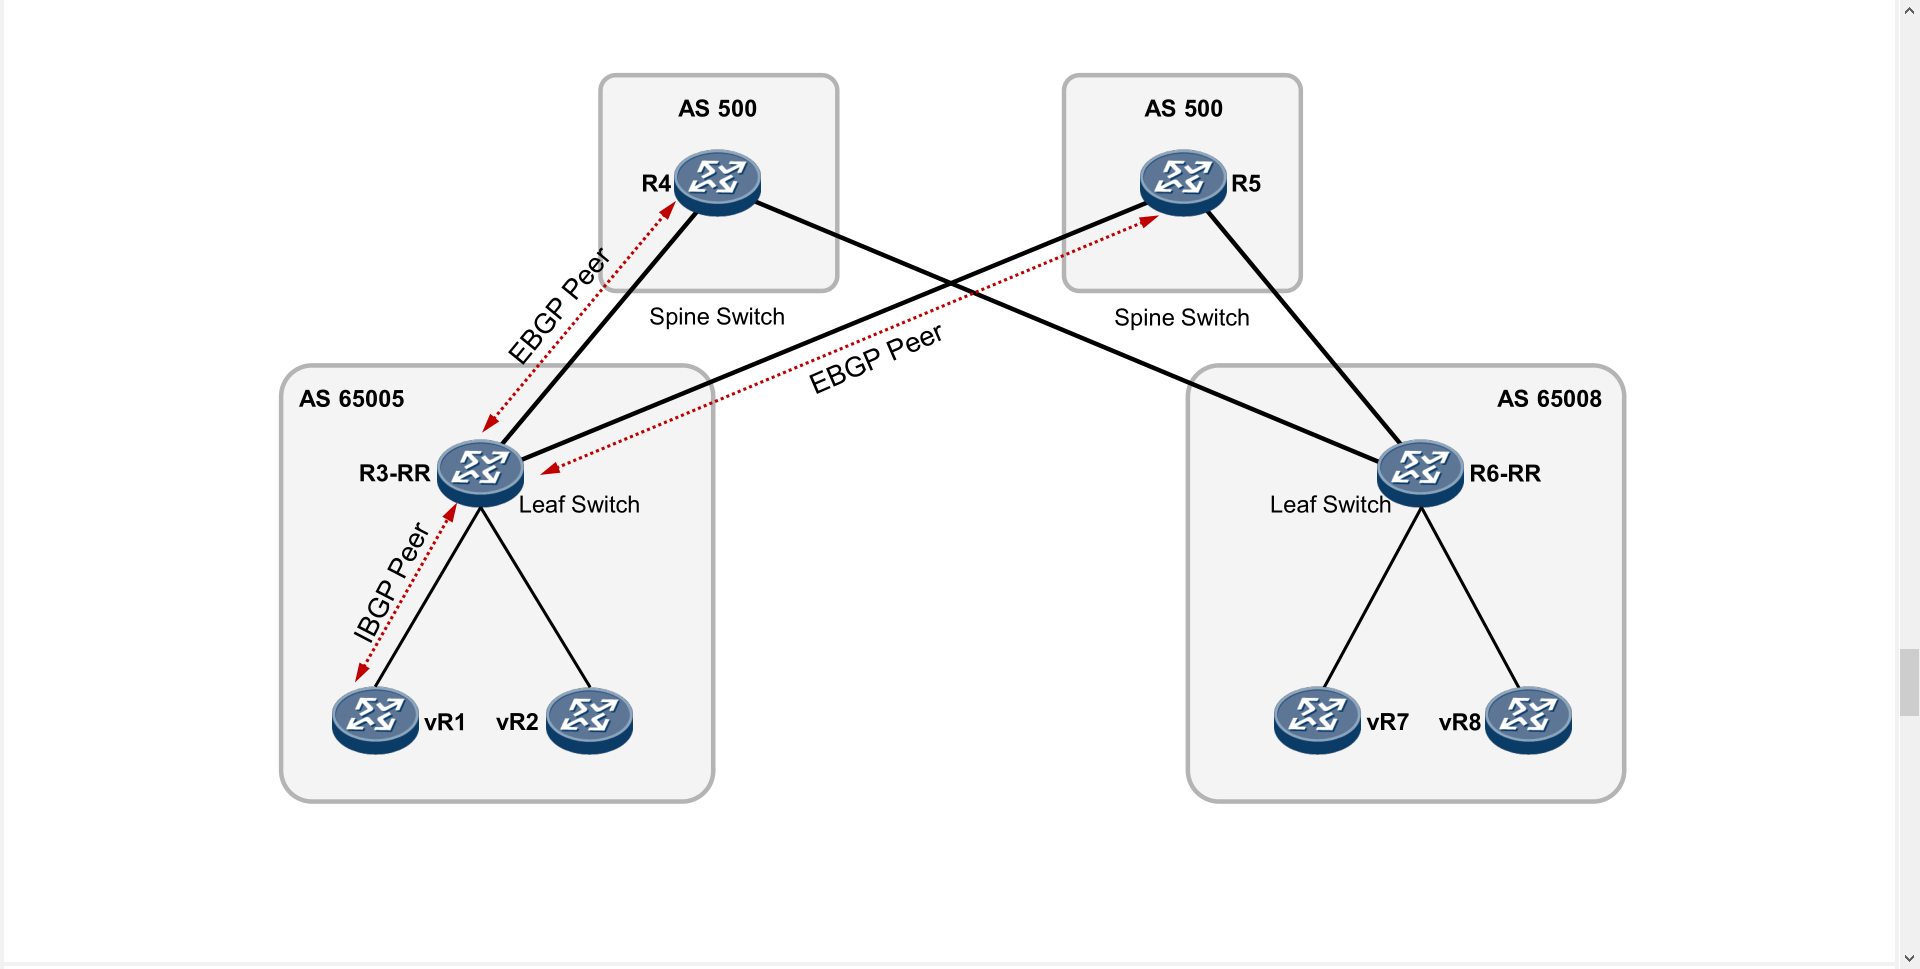 AS 500
AS 500
R4
R5
EBGP Peer
Spine Switch
Spine Switch
EBGP Peer
AS 65005
AS 65008
R3-RR
R6-RR
Leaf Switch
Leaf Switch
IBGP Peer
vR1
vR2
vR7
vR8